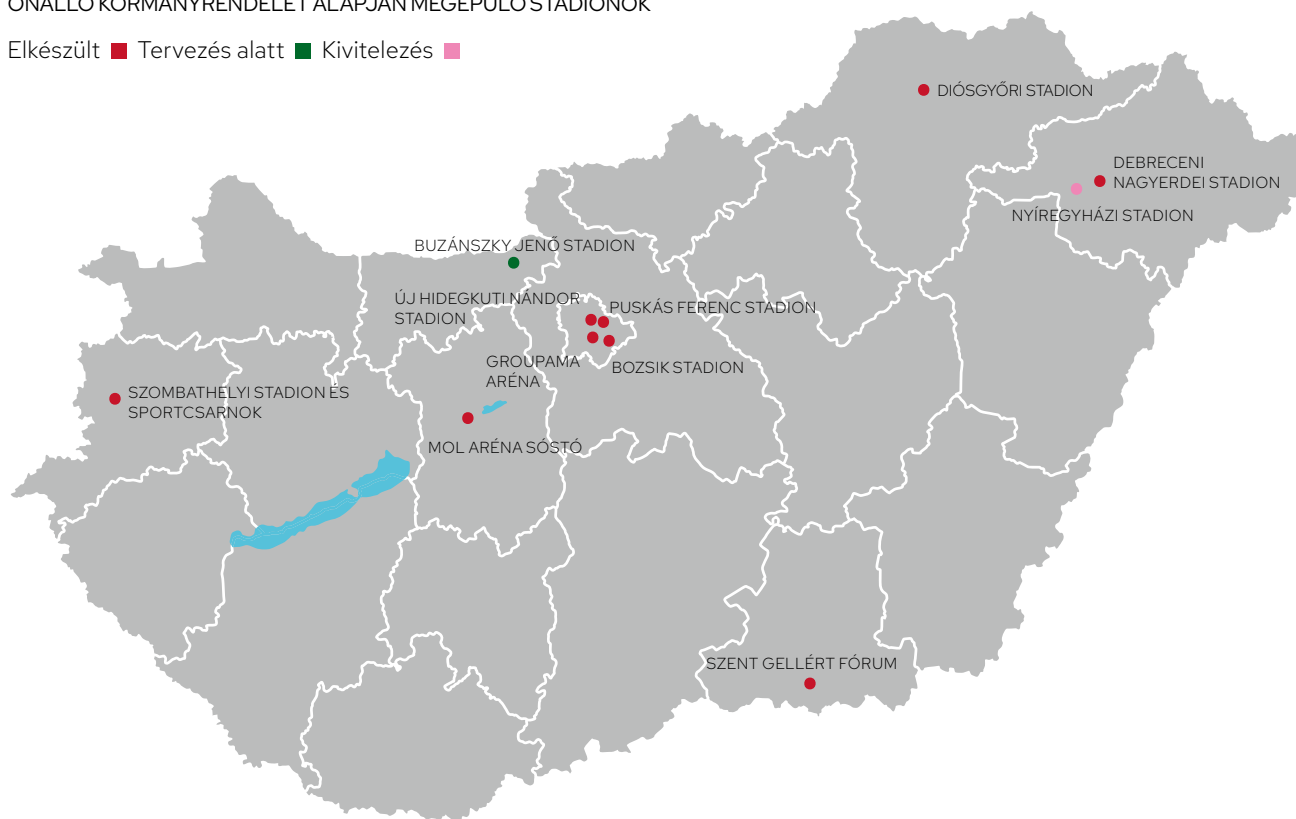 ÖNÁLLÓ KORMÁNYRENDELET ALAPJÁN MEGÉPÜLŐ STADIONOK
Elkészült Tervezés alatt Kivitelezés
DIÓSGYŐRI STADION
DEBRECENI
NAGYERDEI STADION
NYÍREGYHÁZI STADION
BUZÁNSZKY JENŐ STADION
ÚJ HIDEGKUTI NÁNDOR
STADION
PUSKÁS FERENC STADION
GROUPAMA
ARÉNA
BOZSIK STADION
SZOMBATHELYI STADION ÉS
SPORTCSARNOK
MOL ARÉNA SÓSTÓ
SZENT GELLÉRT FÓRUM